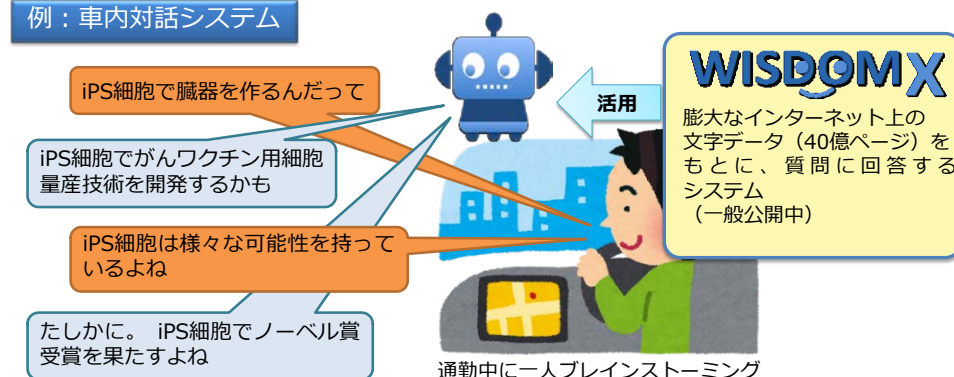 例：車内対話システム
iPS細胞で臓器を作るんだって
iPS細胞でがんワクチン用細胞
量産技術を開発するかも
iPS細胞は様々な可能性を持って
いるよね
たしかに。 iPS細胞でノーベル賞
受賞を果たすよね
活用
WISDOM X
膨大なインターネット上の
文字データ（40億ページ）を
もとに、質問に回答する
システム
（一般公開中）
通勤中に一人ブレインストーミング